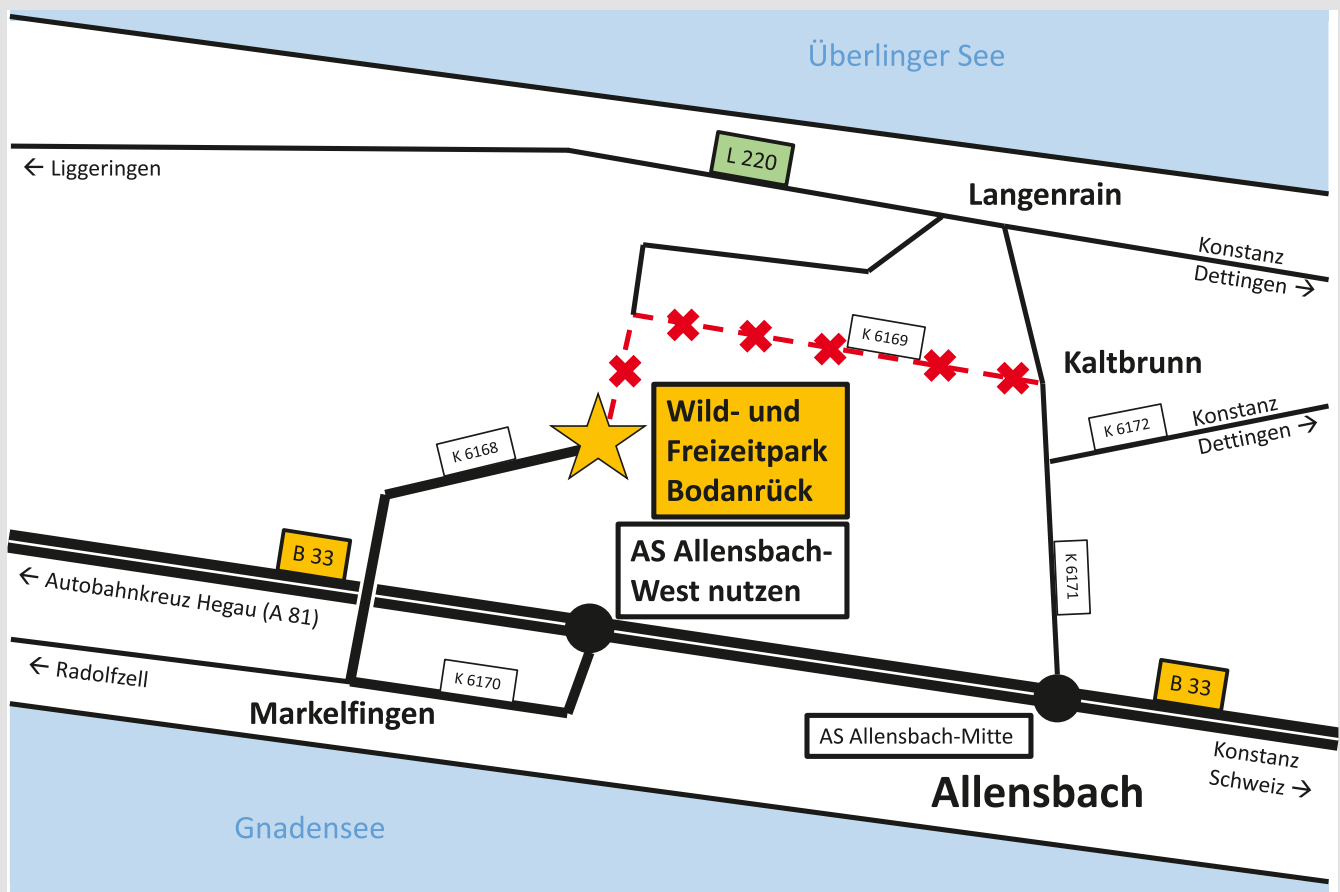 Überlinger See
L 220
← Liggeringen
Langenrain
Konstanz
Dettingen →
K 6169
Kaltbrunn
Wild- und
Freizeitpark
Bodanrück
K 6172
Konstanz
Dettingen →
K 6168
AS Allensbach-
West nutzen
B 33
← Autobahnkreuz Hegau (A 81)
K 6171
← Radolfzell
K 6170
B 33
Markelfingen
AS Allensbach-Mitte
Konstanz
Schweiz →
Allensbach
Gnadensee